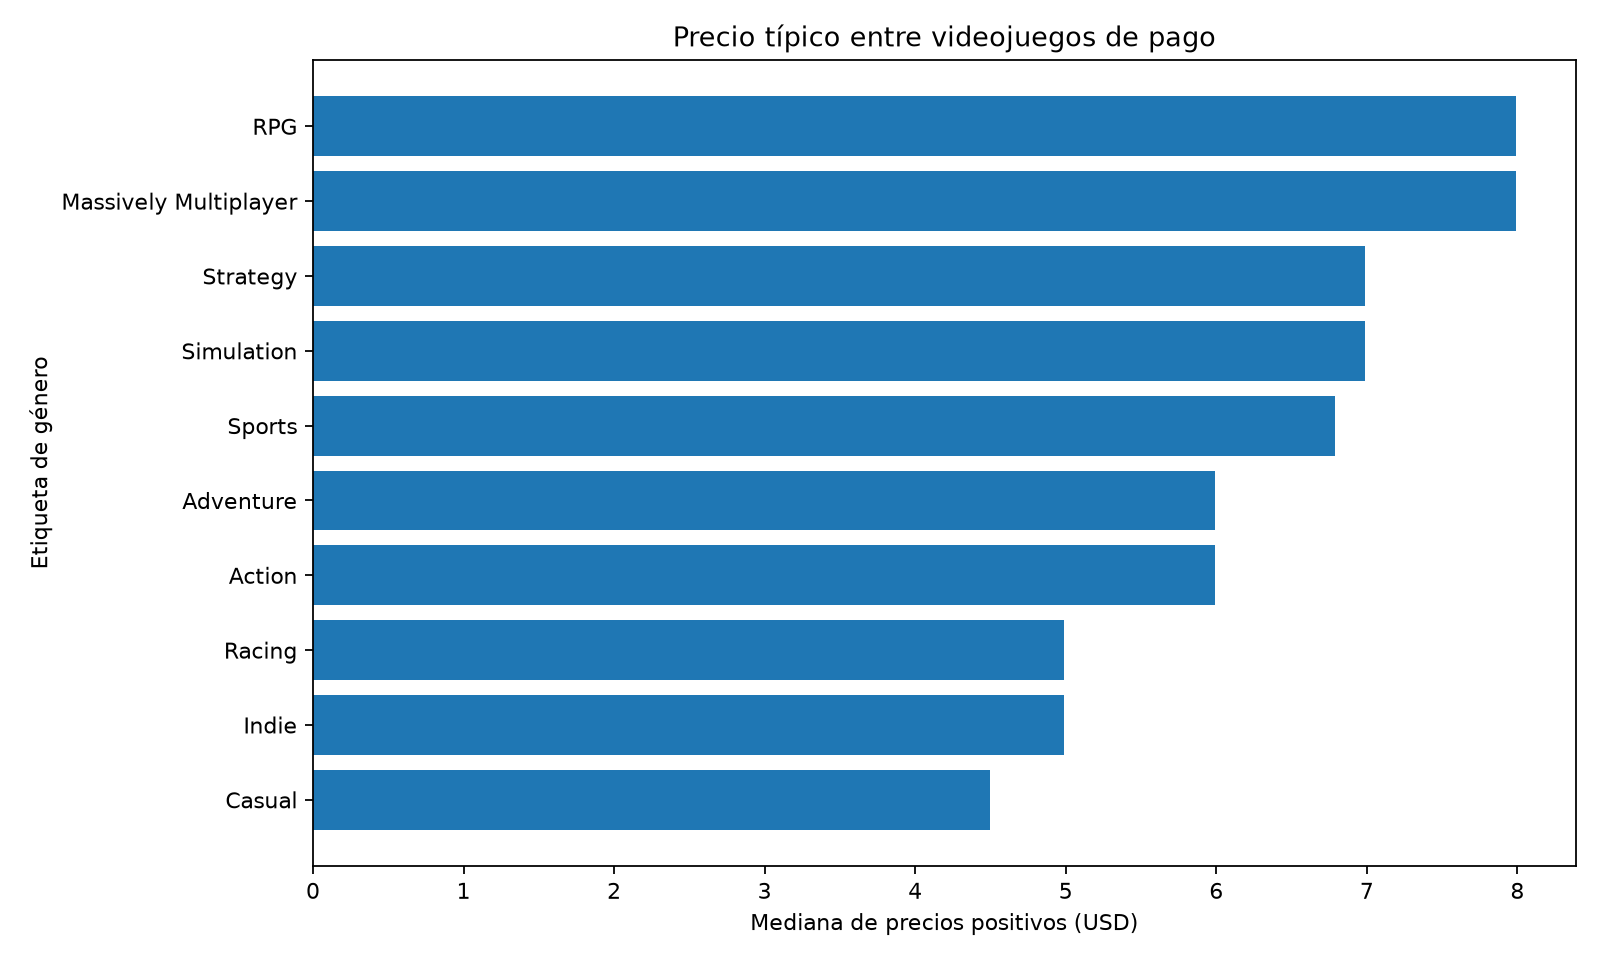 Precio típico entre videojuegos de pago
Etiqueta de género
RPG
Massively Multiplayer
Strategy
Simulation
Sports
Adventure
Action
Racing
Indie
Casual
0 1 2 3 4 5 6 7 8
Mediana de precios positivos (USD)